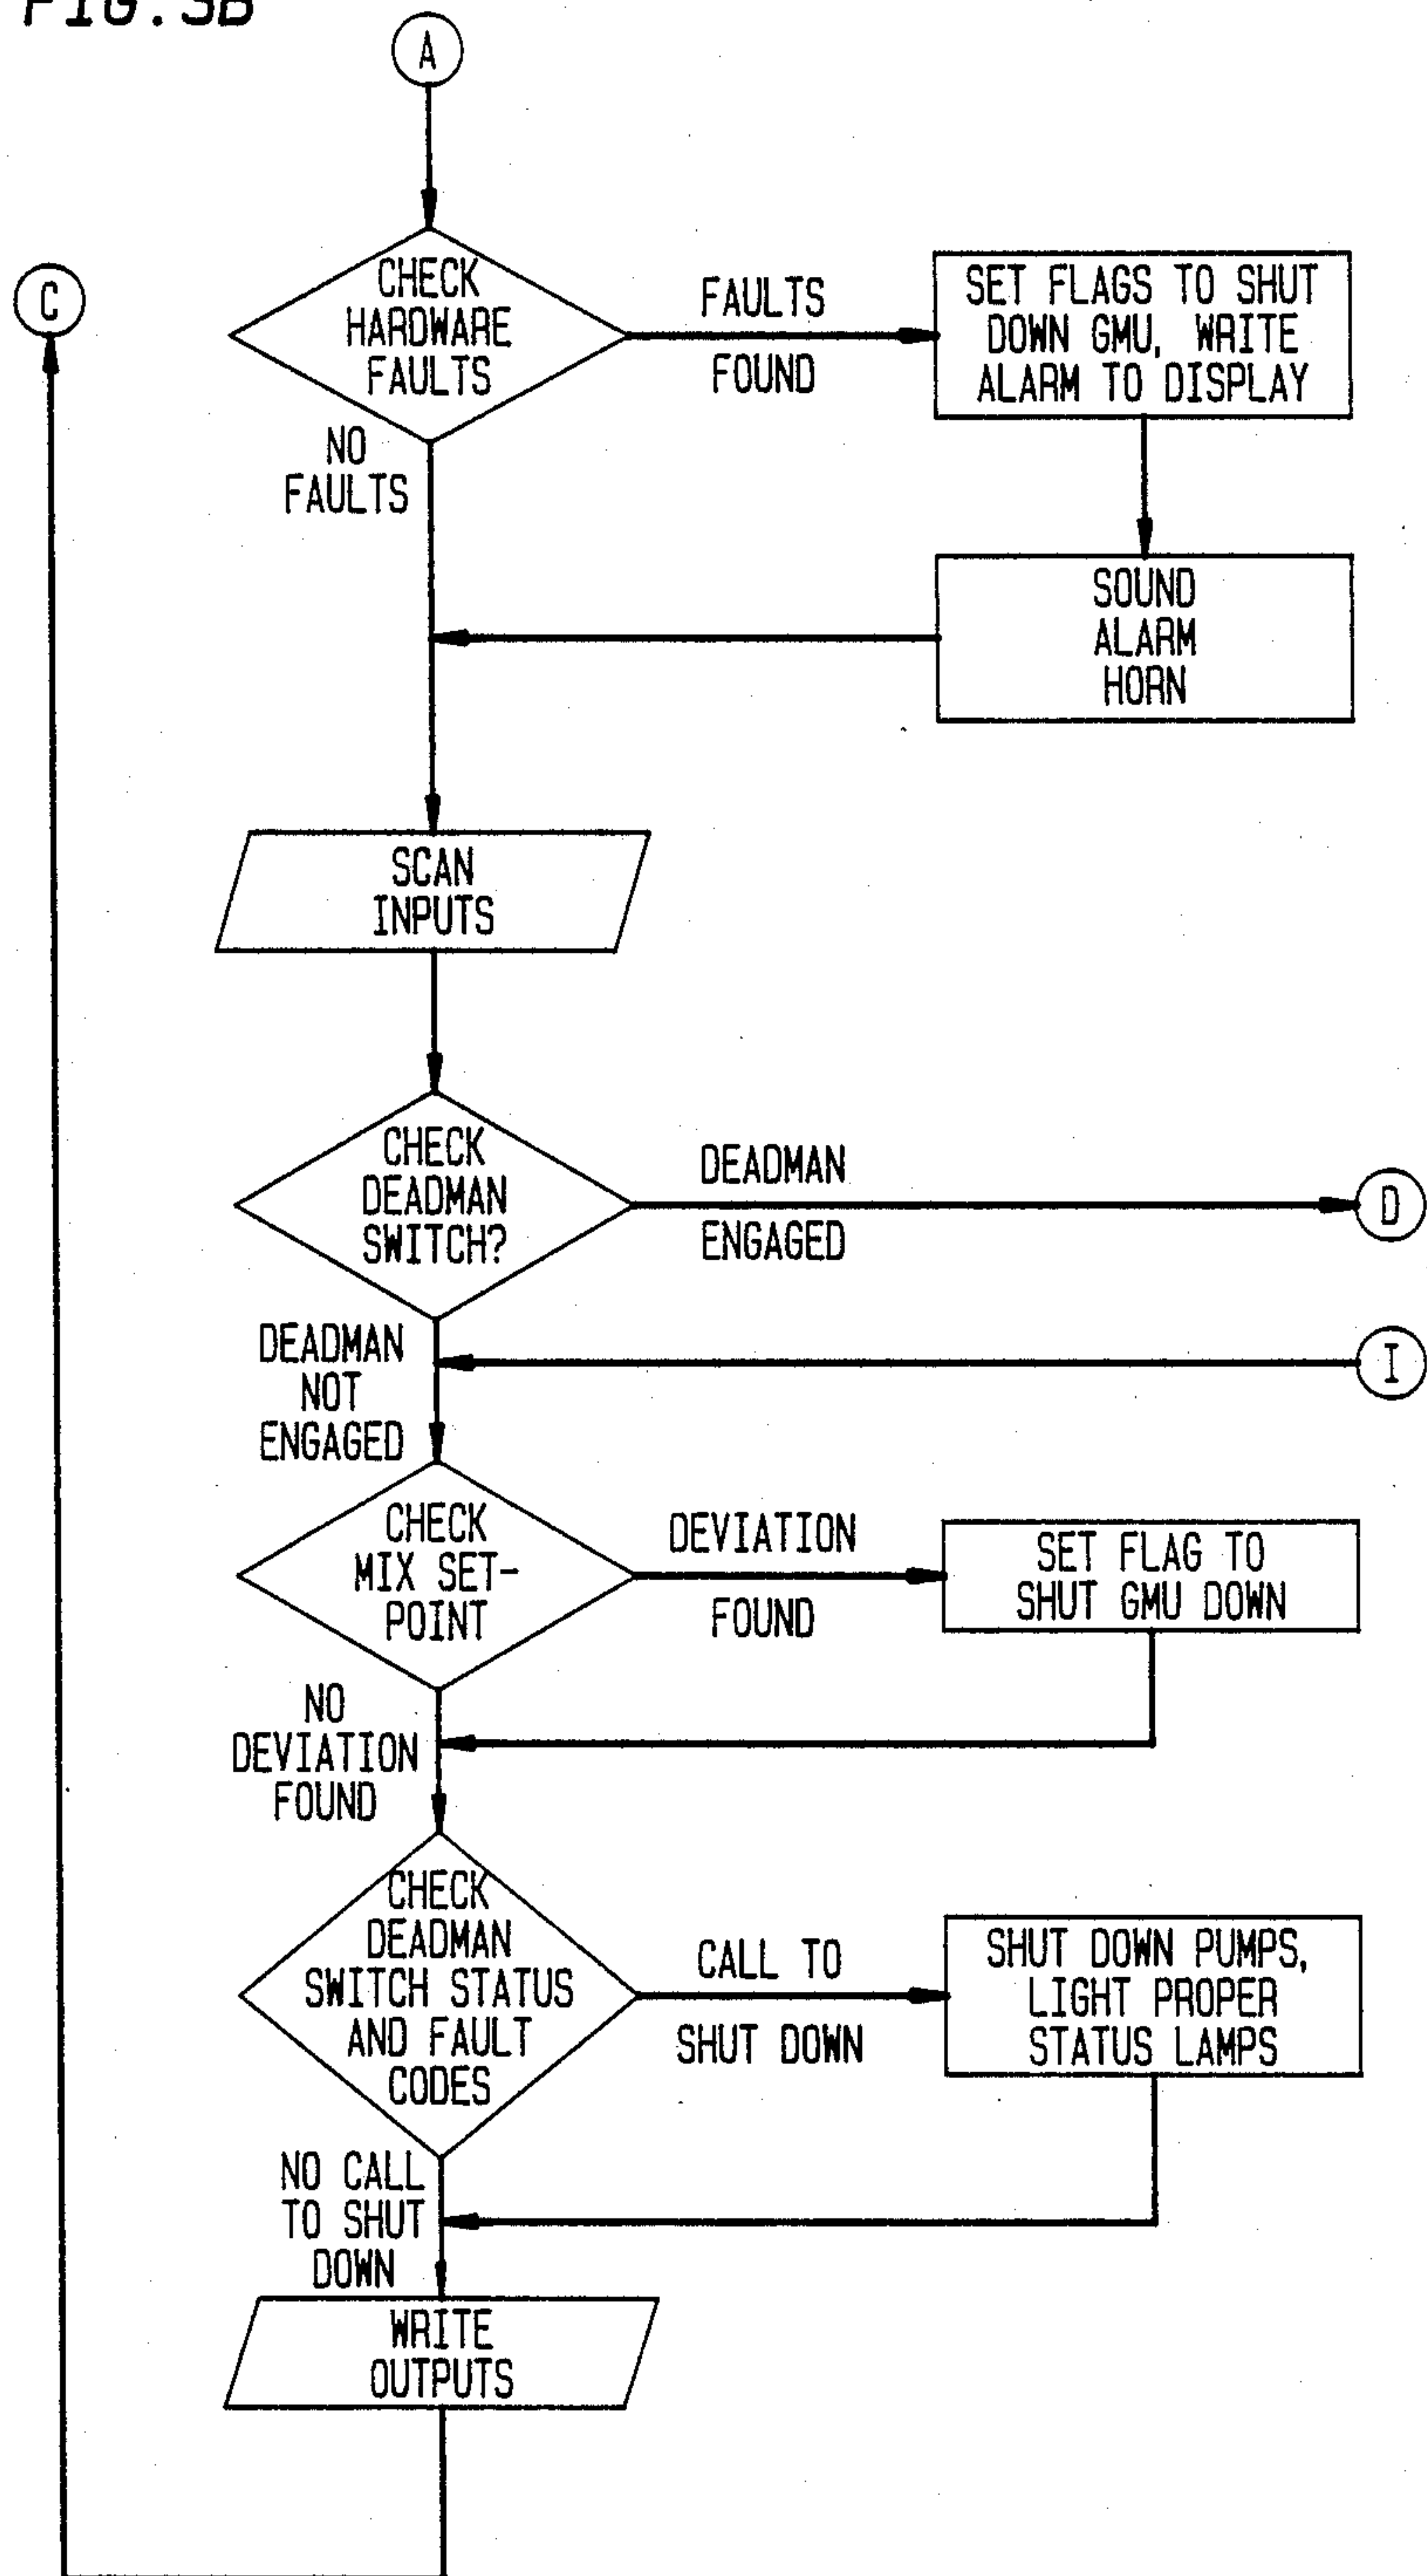 FIG. 3B
A
C
CHECK
HARDWARE
FAULTS
FAULTS
FOUND
SET FLAGS TO SHUT
DOWN GMU, WRITE
ALARM TO DISPLAY
NO
FAULTS
SOUND
ALARM
HORN
SCAN
INPUTS
CHECK
DEADMAN
SWITCH?
DEADMAN
ENGAGED
D
DEADMAN
NOT
ENGAGED
I
CHECK
MIX SET-
POINT
DEVIATION
FOUND
SET FLAG TO
SHUT GMU DOWN
NO
DEVIATION
FOUND
CHECK
DEADMAN
SWITCH STATUS
AND FAULT
CODES
CALL TO
SHUT DOWN
SHUT DOWN PUMPS,
LIGHT PROPER
STATUS LAMPS
NO CALL
TO SHUT
DOWN
WRITE
OUTPUTS